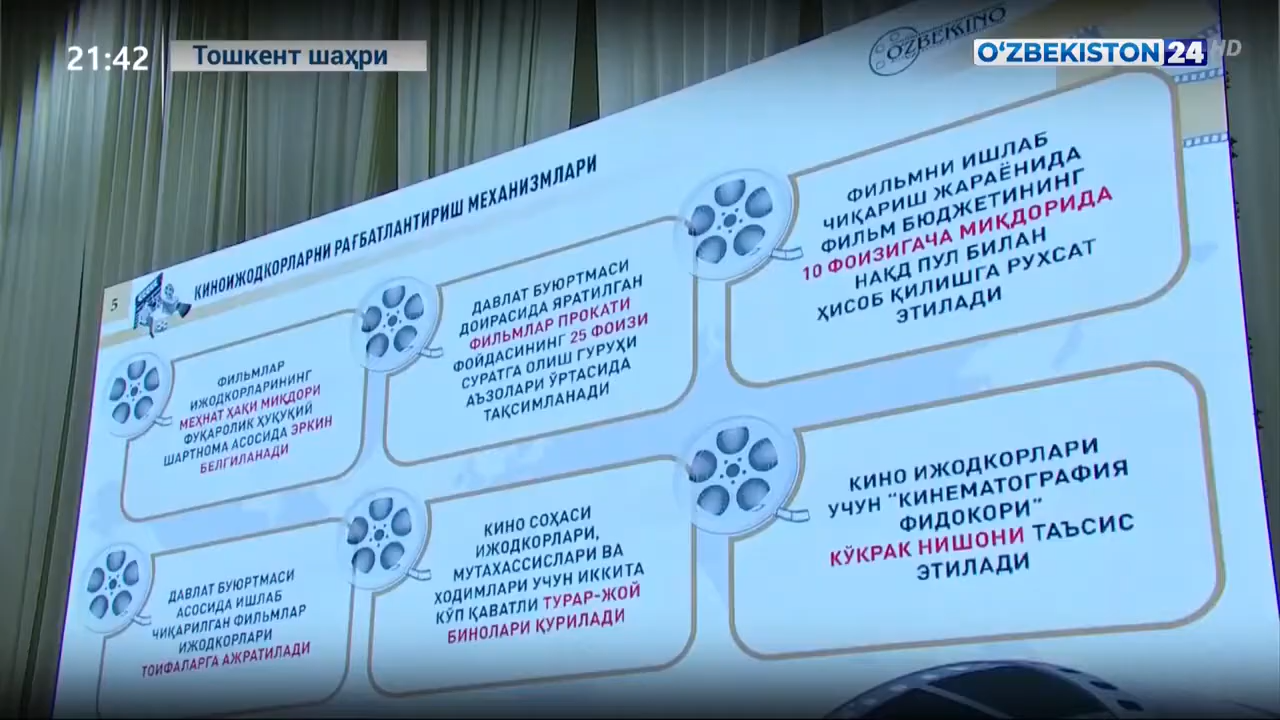 21:42
Тошкент шаҳри
O‘ZBEKISTON 24 HD
O‘ZBEKKINO
5
КИНОИЖОДКОРЛАРНИ РАҒБАТЛАНТИРИШ МЕХАНИЗМЛАРИ
ФИЛЬМЛАР
ИЖОДКОРЛАРИНИНГ
МЕҲНАТ ҲАҚИ МИҚДОРИ
ФУҚАРОЛИК ҲУҚУҚИЙ
ШАРТНОМА АСОСИДА ЭРКИН
БЕЛГИЛАНАДИ
ДАВЛАТ БУЮРТМАСИ
ДОИРАСИДА ЯРАТИЛГАН
ФИЛЬМЛАР ПРОКАТИ
ФОЙДАСИНИНГ 25 ФОИЗИ
СУРАТГА ОЛИШ ГУРУҲИ
АЪЗОЛАРИ ЎРТАСИДА
ТАҚСИМЛАНАДИ
ФИЛЬМНИ ИШЛАБ
ЧИҚАРИШ ЖАРАЁНИДА
ФИЛЬМ БЮДЖЕТИНИНГ
10 ФОИЗИГАЧА МИҚДОРИДА
НАҚД ПУЛ БИЛАН
ҲИСОБ ҚИЛИШГА РУХСАТ
ЭТИЛАДИ
ДАВЛАТ БУЮРТМАСИ
АСОСИДА ИШЛАБ
ЧИҚАРИЛГАН ФИЛЬМЛАР
ИЖОДКОРЛАРИ
ТОИФАЛАРГА АЖРАТИЛАДИ
КИНО СОҲАСИ
ИЖОДКОРЛАРИ,
МУТАХАССИСЛАРИ ВА
ХОДИМЛАРИ УЧУН ИККИТА
КЎП ҚАВАТЛИ ТУРАР-ЖОЙ
БИНОЛАРИ ҚУРИЛАДИ
КИНО ИЖОДКОРЛАРИ
УЧУН "КИНЕМАТОГРАФИЯ
ФИДОКОРИ"
КЎКРАК НИШОНИ ТАЪСИС
ЭТИЛАДИ